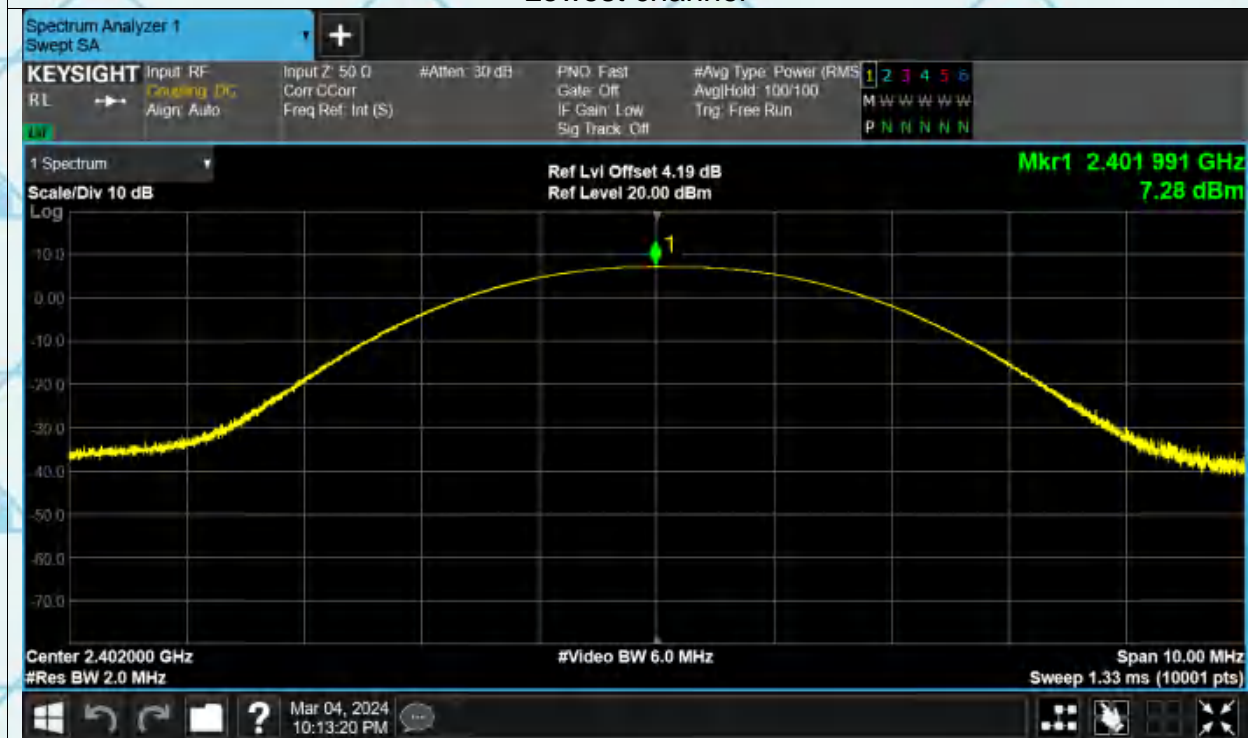 Lowest channel
Spectrum Analyzer 1
Swept SA
+
KEYSIGHT Input: RF Input Z: 50 Ω #Atten: 30 dB PNO: Fast #Avg Type: Power (RMS 1 2 3 4 5 6
RL Coupling: DC Corr CCorr Gate: Off Avg|Hold: 100/100 M W W W W W
Align: Auto Freq Ref: Int (S) IF Gain: Low Trig: Free Run
Sig Track: Off P N N N N N
1 Spectrum Ref Lvl Offset 4.19 dB Mkr1 2.401 991 GHz
Scale/Div 10 dB Ref Level 20.00 dBm 7.28 dBm
Log
1
10.0
0.00
-10.0
-20.0
-30.0
-40.0
-50.0
-60.0
-70.0
Center 2.402000 GHz #Video BW 6.0 MHz Span 10.00 MHz
#Res BW 2.0 MHz Sweep 1.33 ms (10001 pts)
? Mar 04, 2024
10:13:20 PM